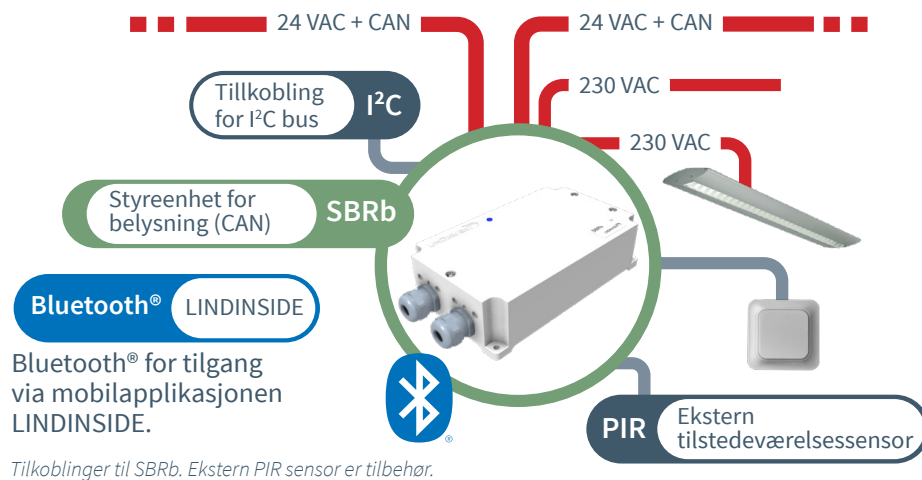 24 VAC + CAN
24 VAC + CAN
Tillkobling
for I²C bus
I²C
230 VAC
230 VAC
Styreenhet for
belysning (CAN)
SBRb
Bluetooth® LINDINSIDE
Bluetooth® for tilgang
via mobilapplikasjonen
LINDINSIDE.
®
PIR
Ekstern
tilstedeværelsessensor
Tilkoblinger til SBRb. Ekstern PIR sensor er tilbehør.